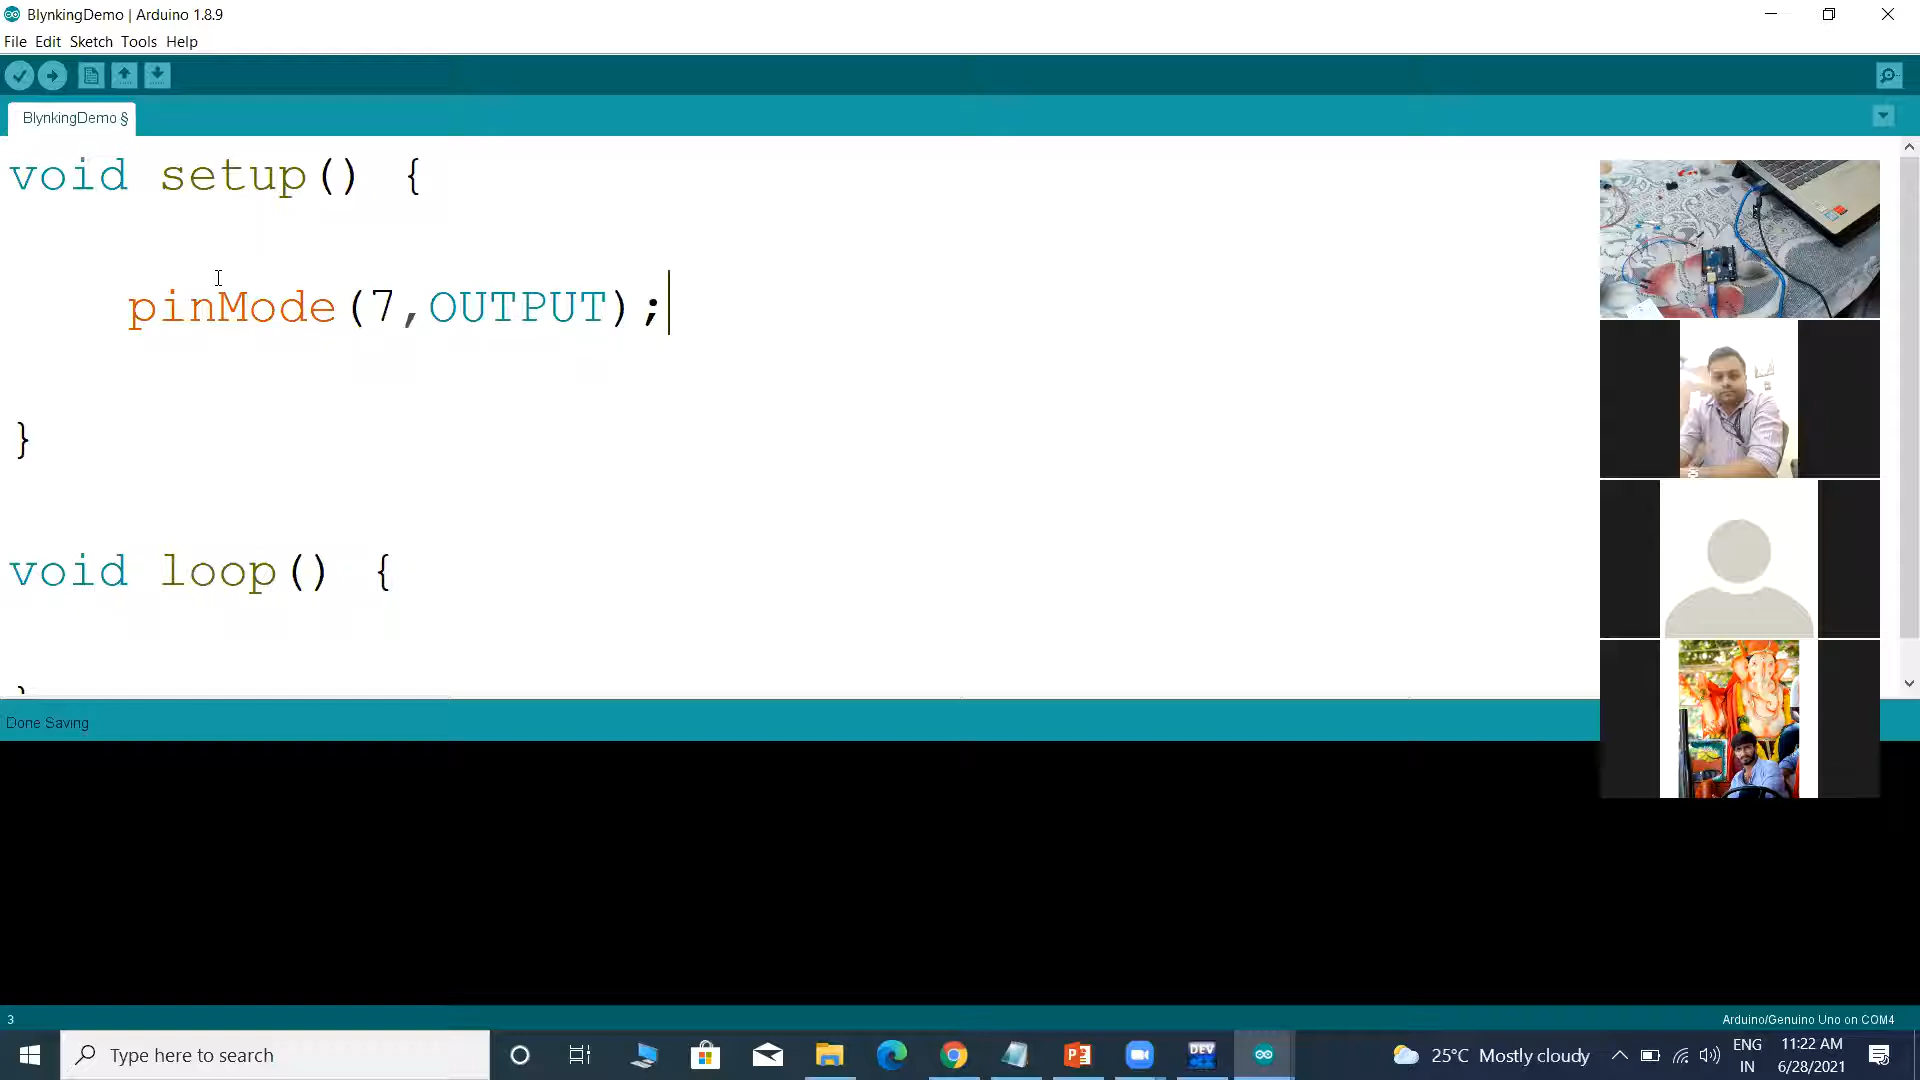 BlynkingDemo | Arduino 1.8.9
File Edit Sketch Tools Help
BlynkingDemo §
void setup() {
pinMode(7,OUTPUT);
}
void loop() {
}
Done Saving
3
Arduino/Genuino Uno on COM4
Type here to search
DEV
25°C Mostly cloudy
ENG
IN
11:22 AM
6/28/2021